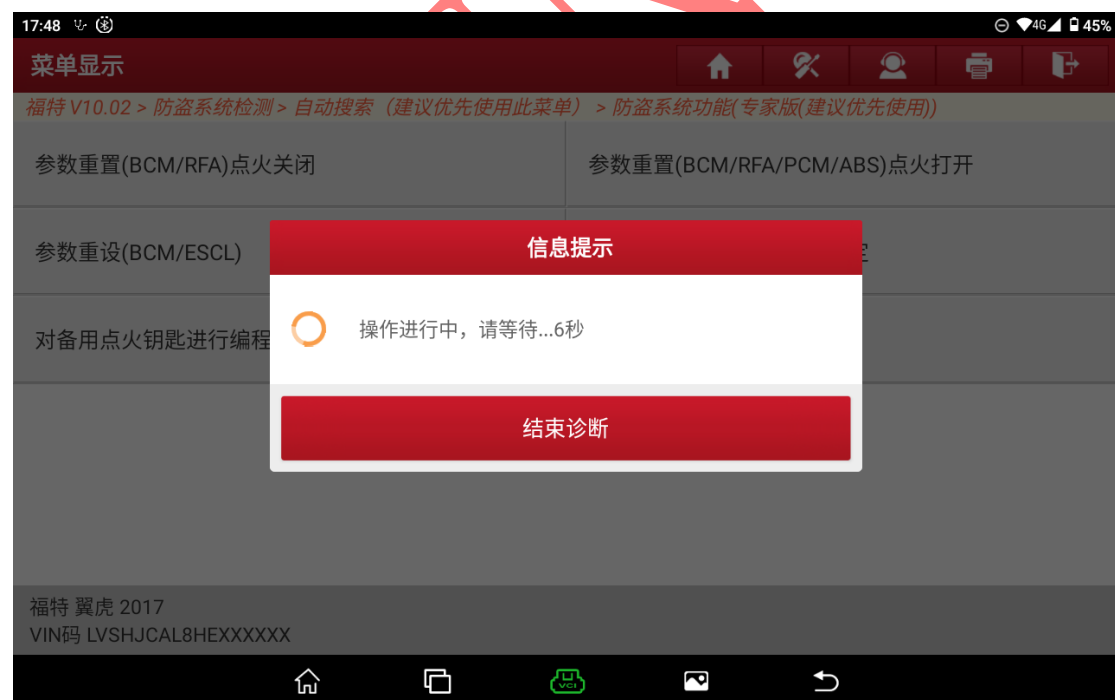 17:48
4G 45%
菜单显示
福特 V10.02 > 防盗系统检测 > 自动搜索（建议优先使用此菜单） > 防盗系统功能(专家版(建议优先使用))
参数重置(BCM/RFA)点火关闭
参数重置(BCM/RFA/PCM/ABS)点火打开
参数重设(BCM/ESCL)
信息提示
对备用点火钥匙进行编程
操作进行中，请等待...6秒
结束诊断
福特 翼虎 2017
VIN码 LVSHJCAL8HEXXXXXX
VCI